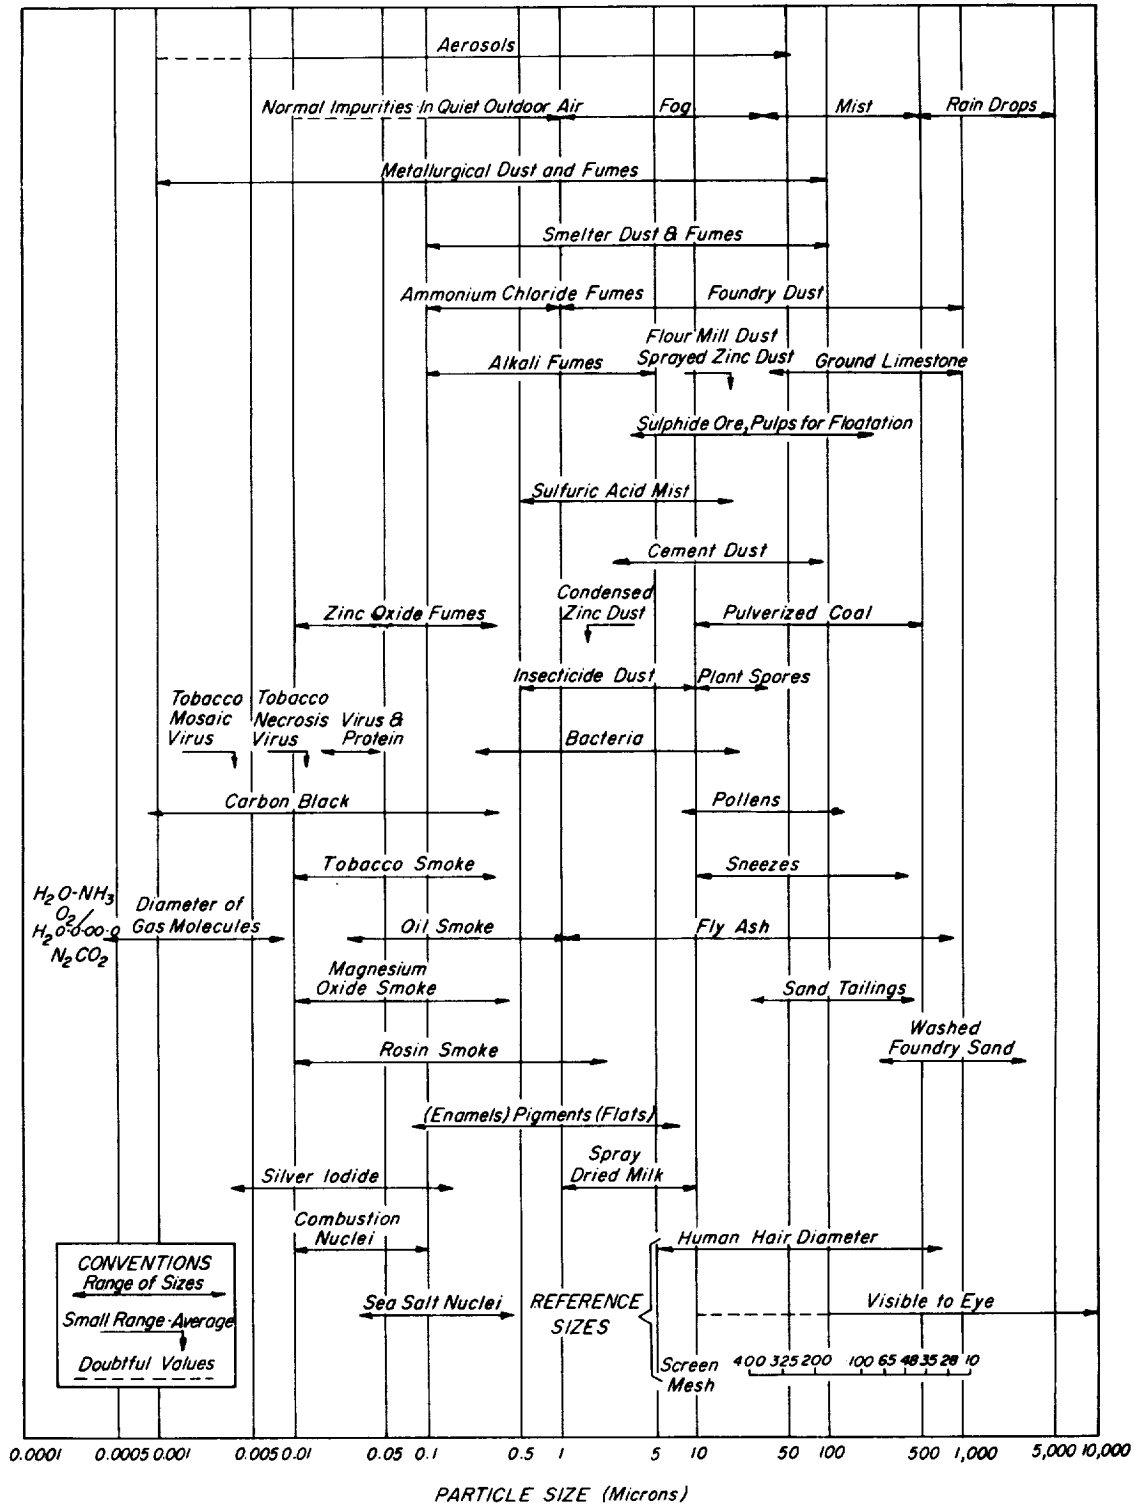 Aerosols
Normal Impurities In Quiet Outdoor Air
Fog
Mist
Rain Drops
Metallurgical Dust and Fumes
Smelter Dust & Fumes
Ammonium Chloride Fumes
Foundry Dust
Flour Mill Dust
Alkali Fumes
Sprayed Zinc Dust
Ground Limestone
Sulphide Ore, Pulps for Floatation
Sulfuric Acid Mist
Cement Dust
Condensed
Zinc Dust
Zinc Oxide Fumes
Pulverized Coal
Insecticide Dust
Plant Spores
Tobacco
Mosaic
Virus
Tobacco
Necrosis
Virus
Virus &
Protein
Bacteria
Carbon Black
Pollens
Tobacco Smoke
Sneezes
H2O-NH3
O2/
H2 O-O-OO-O
N2CO2
Diameter of
Gas Molecules
Oil Smoke
Fly Ash
Magnesium
Oxide Smoke
Sand Tailings
Rosin Smoke
Washed
Foundry Sand
(Enamels) Pigments (Flats)
Silver Iodide
Spray
Dried Milk
Combustion
Nuclei
Human Hair Diameter
Sea Salt Nuclei
REFERENCE
SIZES
Visible to Eye
Screen
Mesh
400 325 200 100 65 48 35 28 10
CONVENTIONS
Range of Sizes
Small Range-Average
Doubtful Values
0.0001 0.0005 0.001 0.005 0.01 0.05 0.1 0.5 1 5 10 50 100 500 1,000 5,000 10,000
PARTICLE SIZE (Microns)